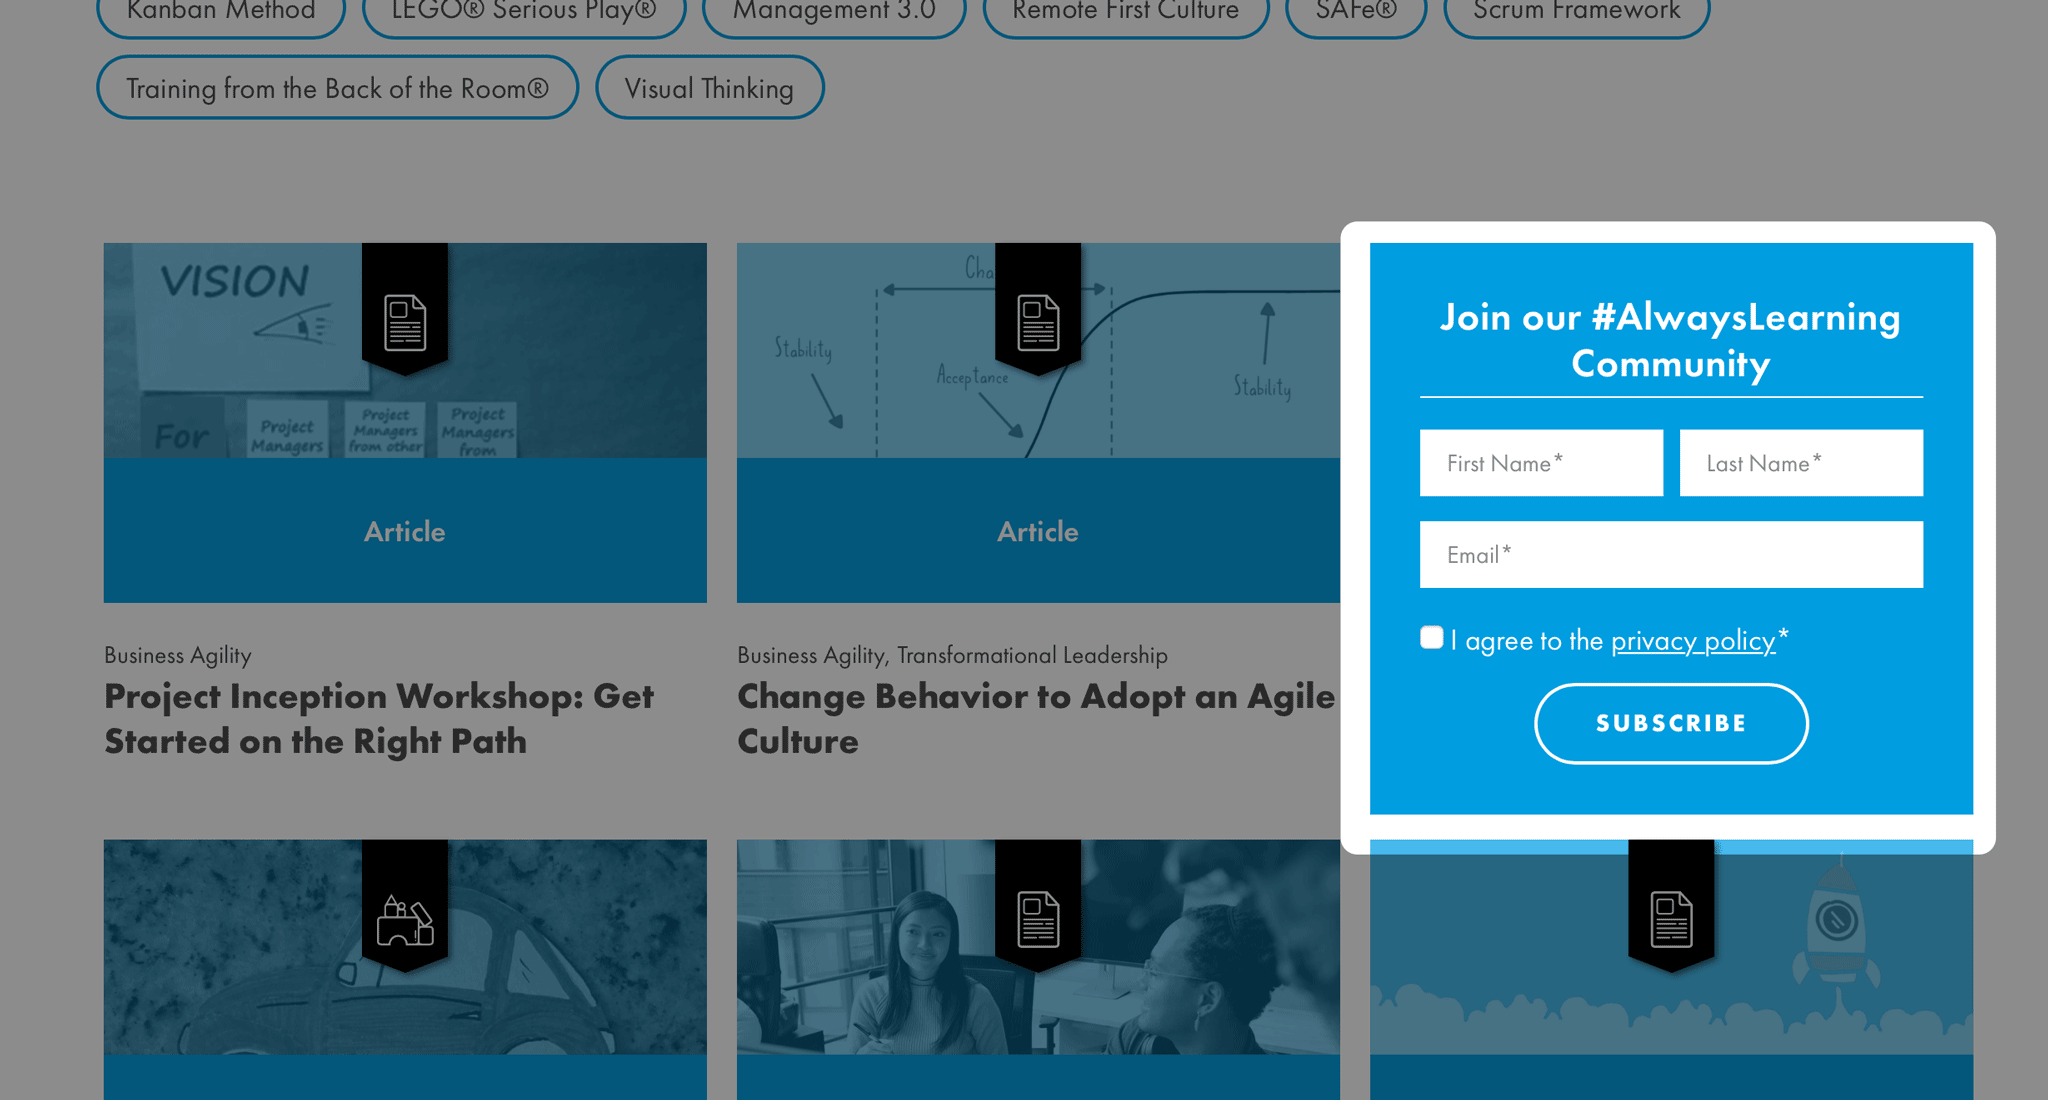 Kanban Method
LEGO® Serious Play®
Management 3.0
Remote First Culture
SAFe®
Scrum Framework
Training from the Back of the Room®
Visual Thinking
VISION
For
Project
Managers
Project
Managers
from other
Project
Managers
from
Article
Business Agility
Project Inception Workshop: Get
Started on the Right Path
Stability
Acceptance
Stability
Article
Business Agility, Transformational Leadership
Change Behavior to Adopt an Agile
Culture
Join our #AlwaysLearning
Community
First Name*
Last Name*
Email*
I agree to the privacy policy*
SUBSCRIBE